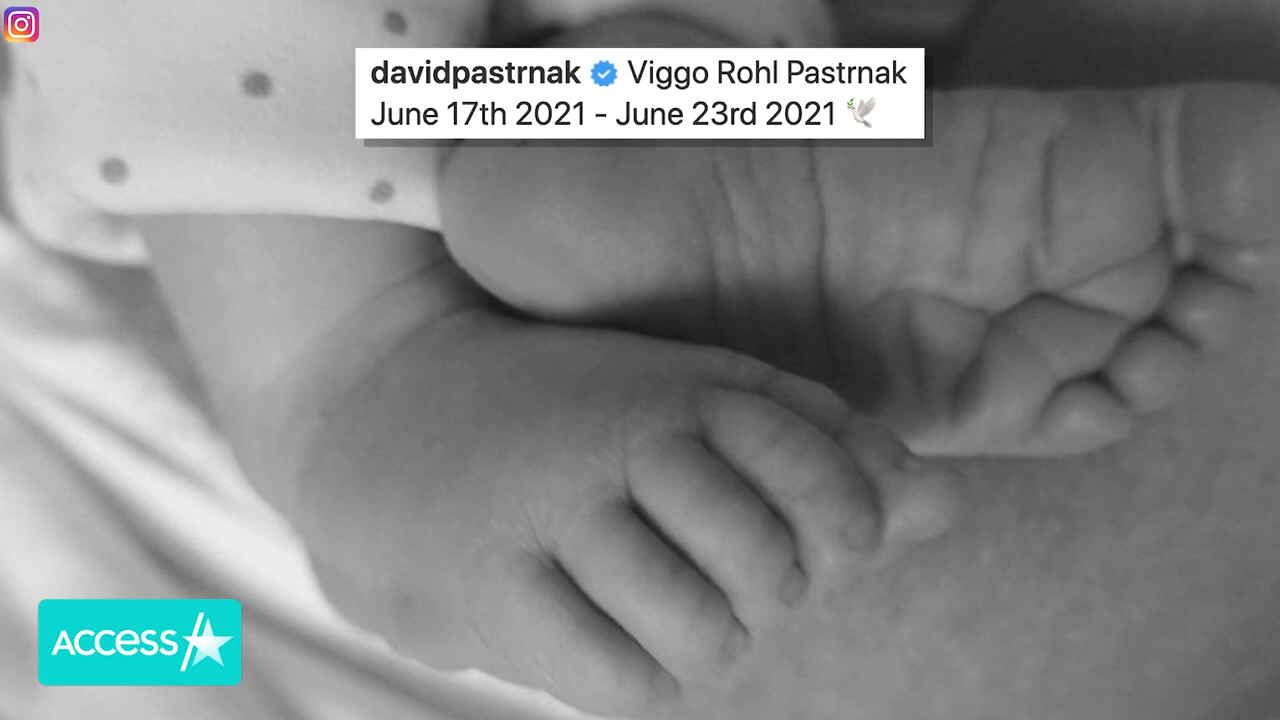 davidpastrnak Viggo Rohl Pastrnak
June 17th 2021 - June 23rd 2021 🕊️
ACCESS